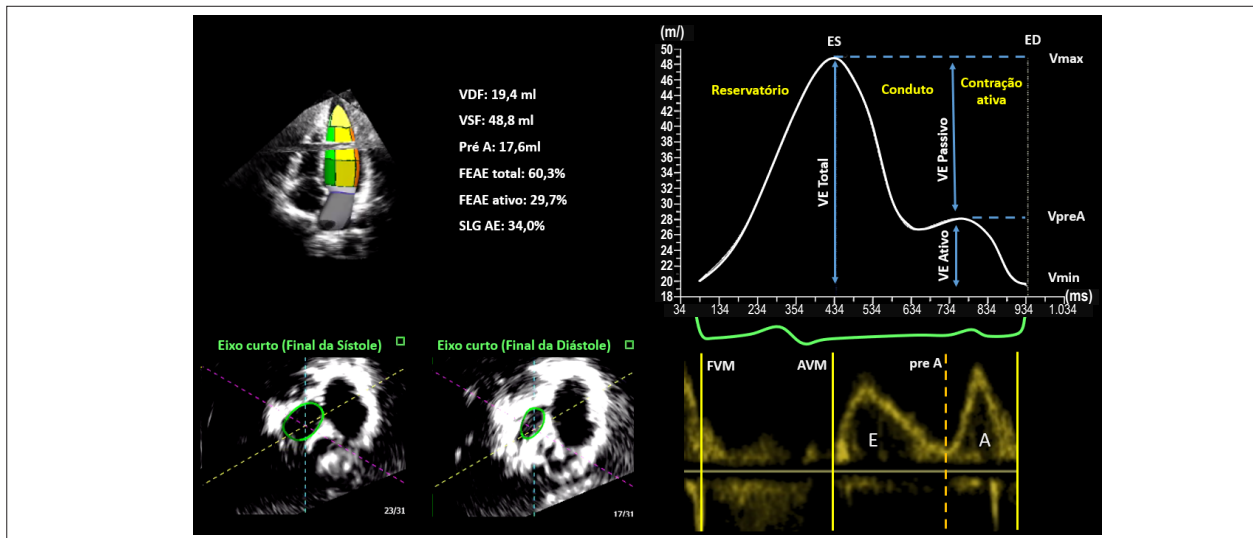 VDF: 19,4 ml
VSF: 48,8 ml
Pré A: 17,6ml
FEAE total: 60,3%
FEAE ativo: 29,7%
SLG AE: 34,0%
(m/)
ES
ED
50
48
46
44
42
40
38
36
34
32
30
28
26
24
22
20
18
Reservatório
Conduto
Contração
ativa
Vmax
VE Total
VE Passivo
VE Ativo
VpreA
Vmin
(ms)
34 134 234 354 434 534 634 734 834 934 1.034
Eixo curto (Final da Sístole)
23/31
Eixo curto (Final da Diástole)
17/31
FVM
AVM
pre A
E
A